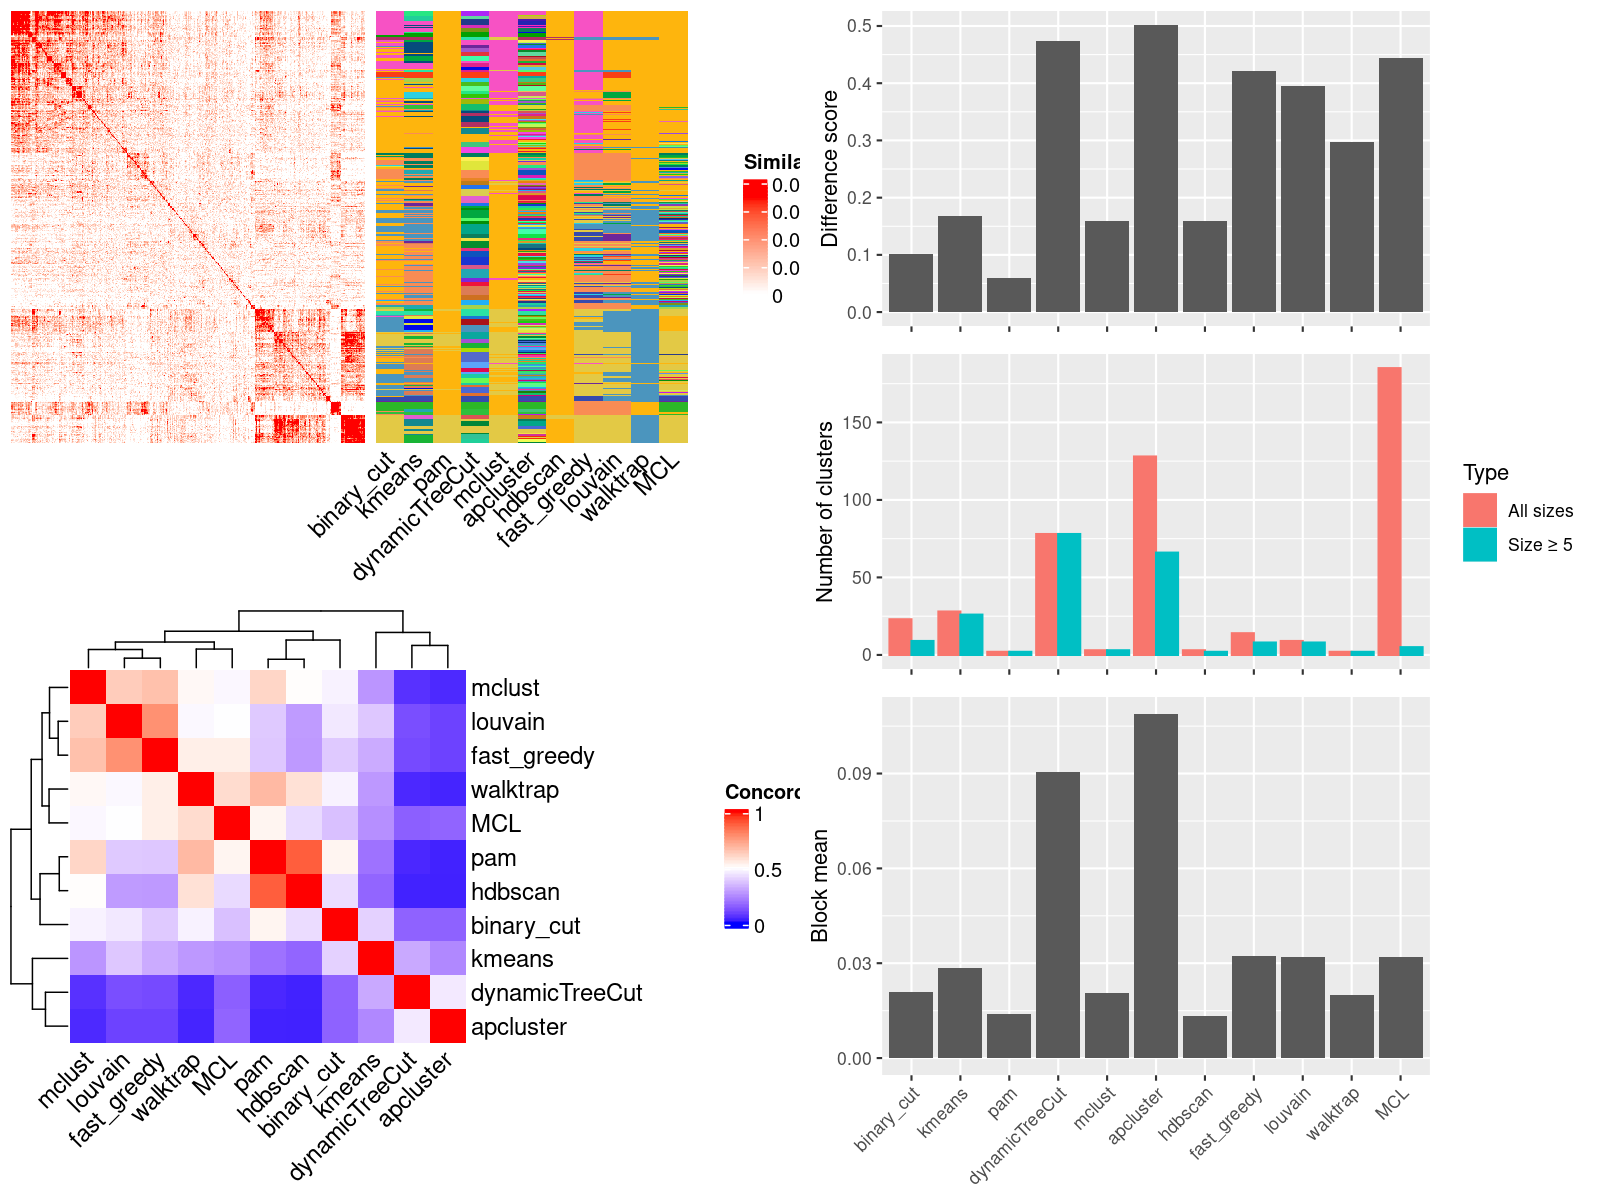 Simila
0.0
0.0
0.0
0.0
0
binary_cut
kmeans
pam
dynamicTreeCut
mclust
apcluster
hdbscan
fast_greedy
louvain
walktrap
MCL
mclust
louvain
fast_greedy
walktrap
MCL
pam
hdbscan
binary_cut
kmeans
dynamicTreeCut
apcluster
mclust
louvain
fast_greedy
walktrap
MCL
pam
hdbscan
binary_cut
kmeans
dynamicTreeCut
apcluster
Concord
1
0.5
0
Difference score
0.5
0.4
0.3
0.2
0.1
0.0
Number of clusters
150
100
50
0
Type
All sizes
Size ≥ 5
Block mean
0.09
0.06
0.03
0.00
binary_cut
kmeans
pam
dynamicTreeCut
mclust
apcluster
hdbscan
fast_greedy
louvain
walktrap
MCL